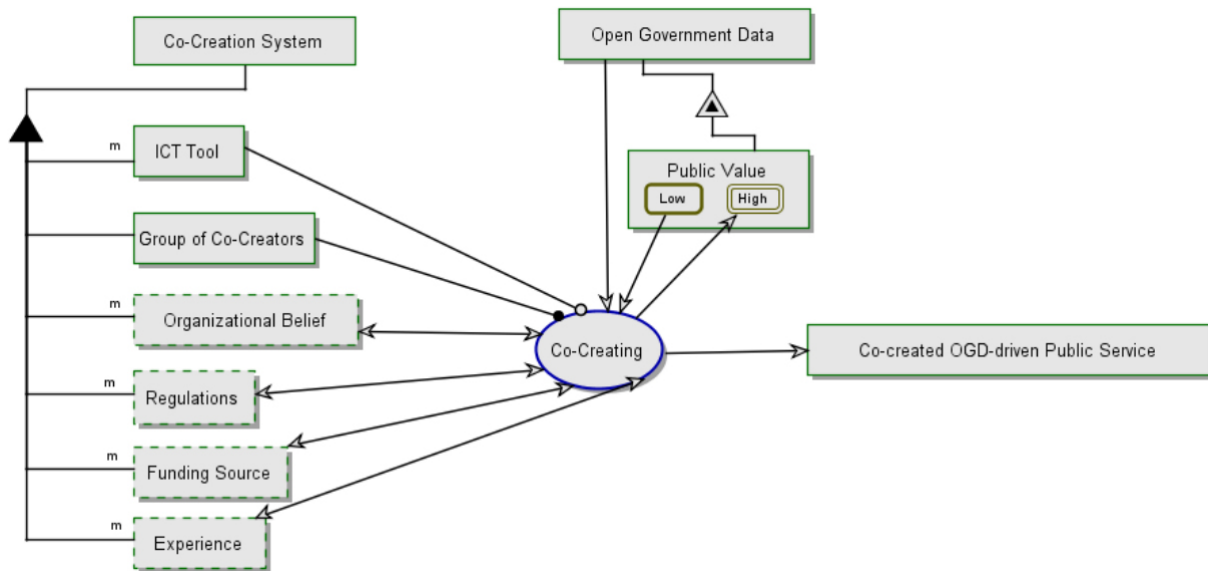 Co-Creation System
Open Government Data
m
ICT Tool
Public Value
Low
High
Group of Co-Creators
m
Organizational Belief
Co-Creating
Co-created OGD-driven Public Service
m
Regulations
m
Funding Source
m
Experience